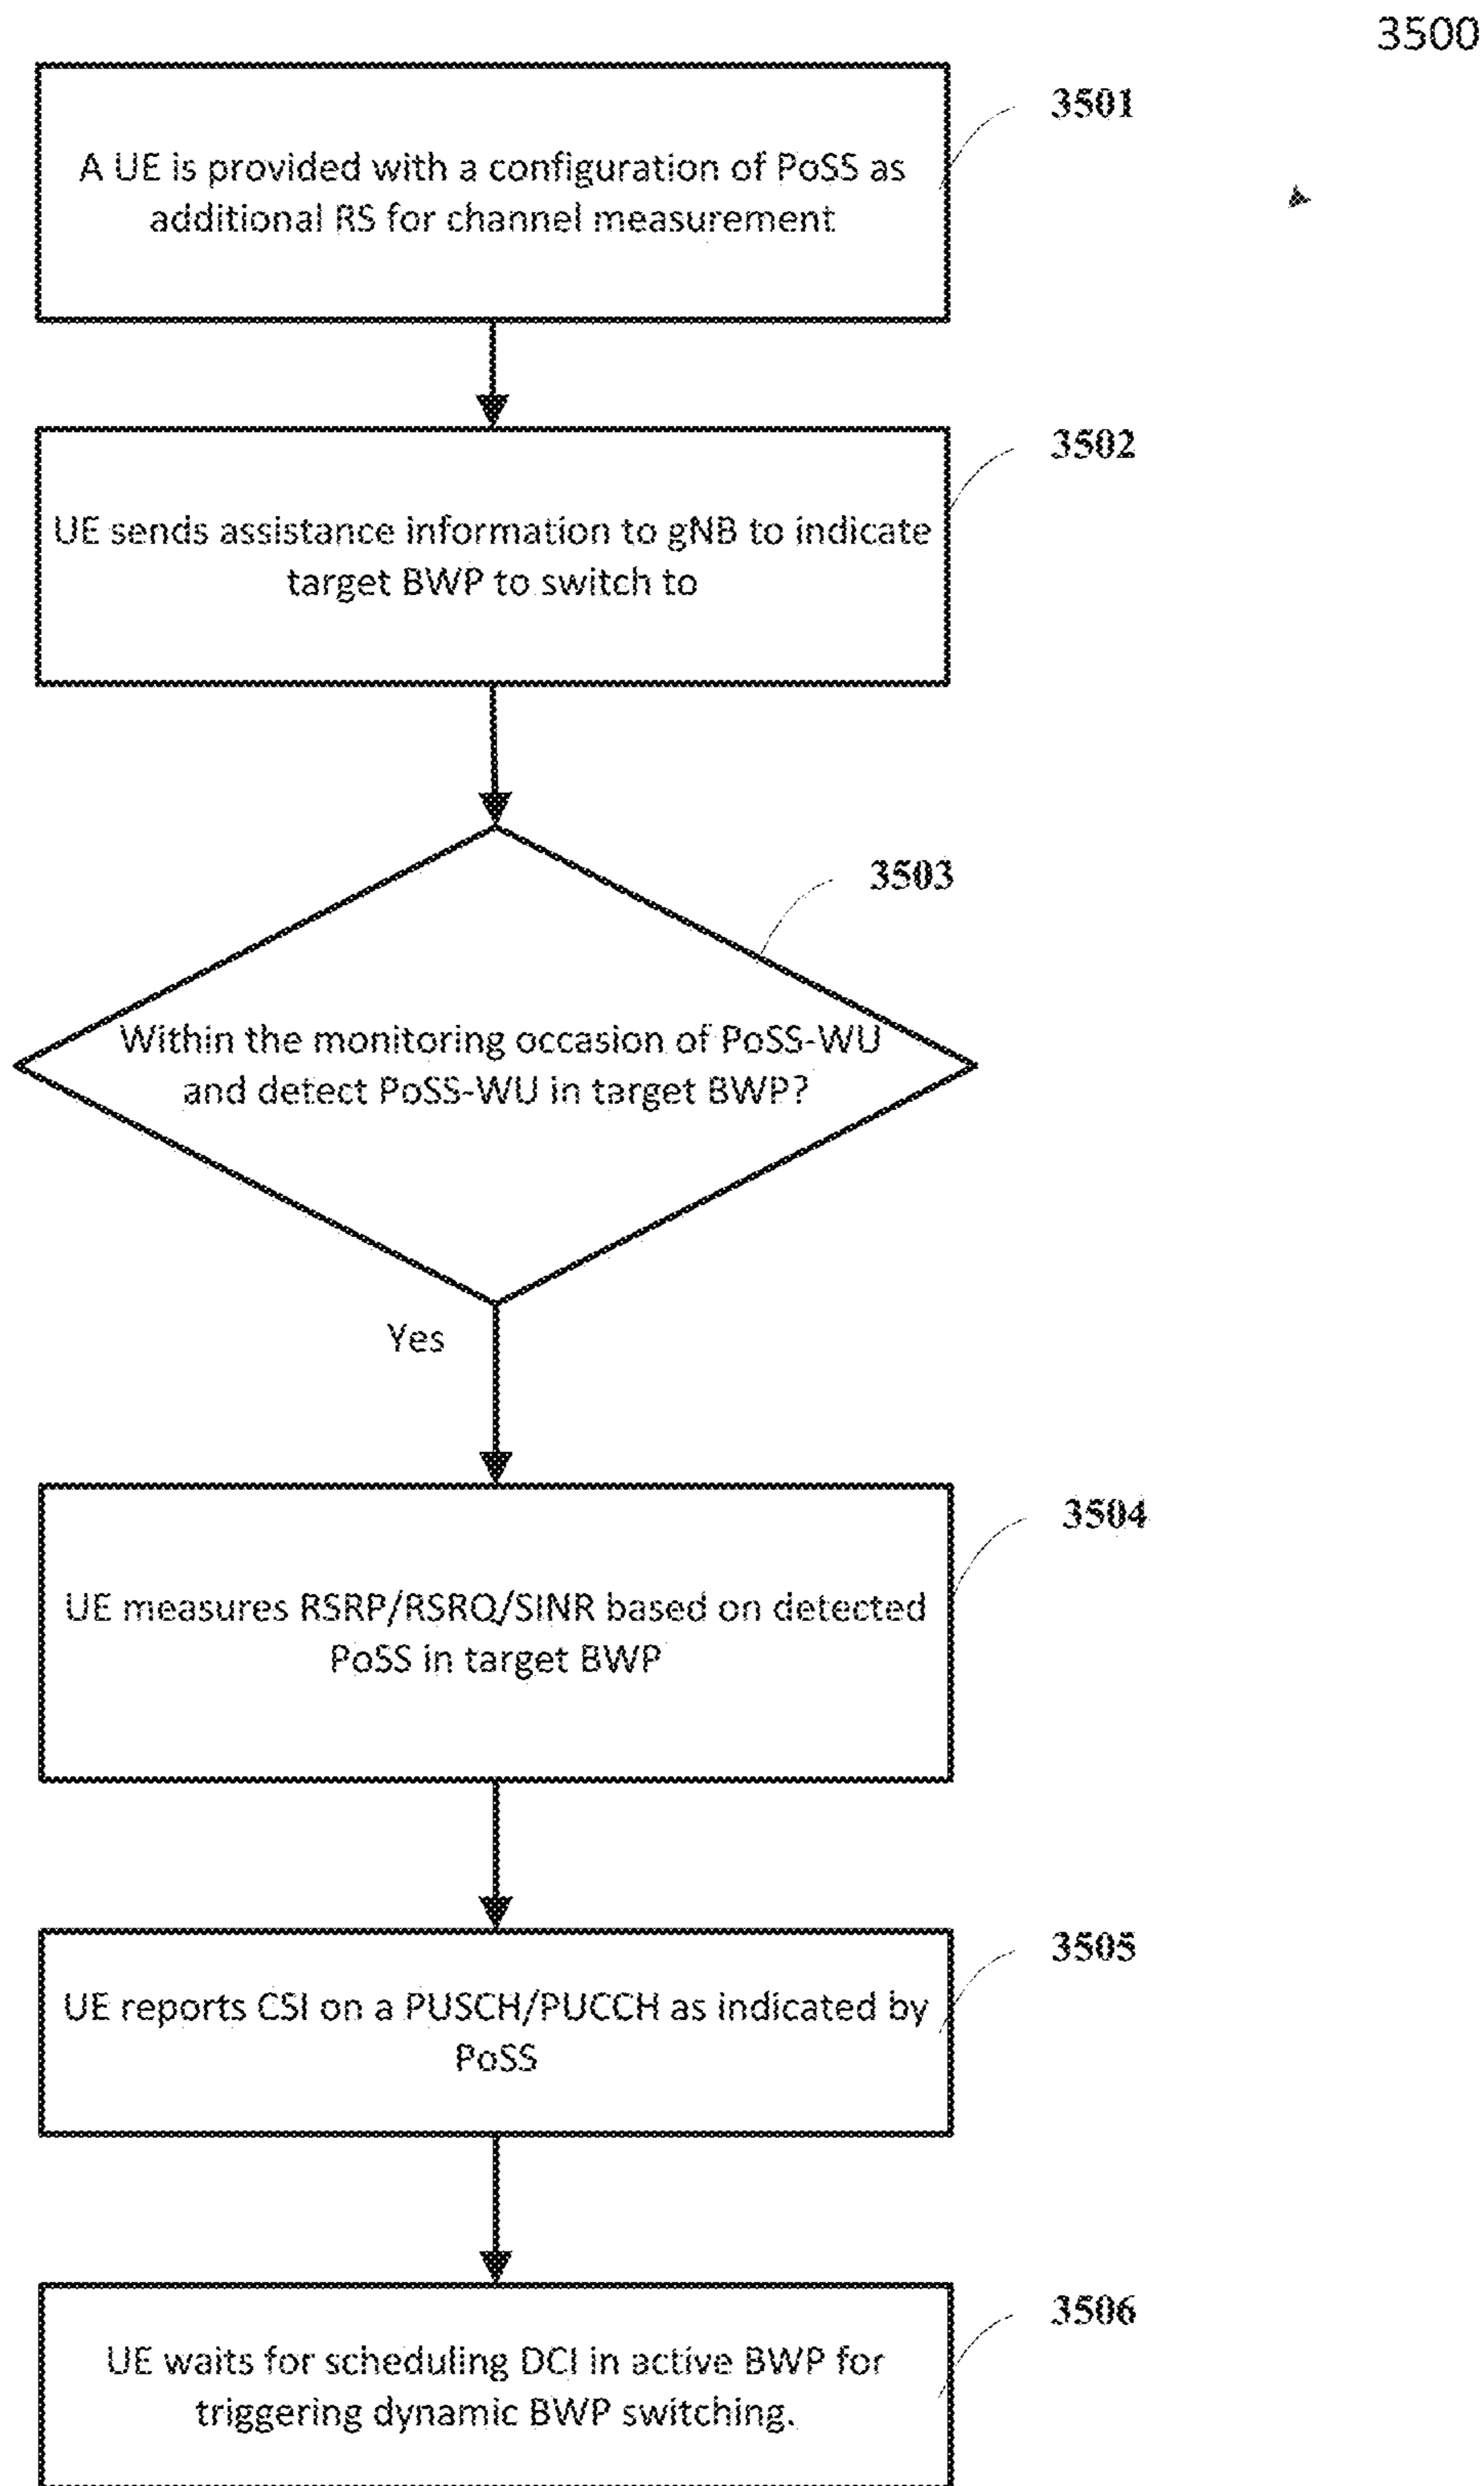 3500
3501
A UE is provided with a configuration of PoSS as
additional RS for channel measurement
3502
UE sends assistance information to gNB to indicate
target BWP to switch to
3503
Within the monitoring occasion of PoSS-WU
and detect PoSS-WU in target BWP?
Yes
3504
UE measures RSRP/RSRQ/SINR based on detected
PoSS in target BWP
3505
UE reports CSI on a PUSCH/PUCCH as indicated by
PoSS
3506
UE waits for scheduling DCI in active BWP for
triggering dynamic BWP switching.